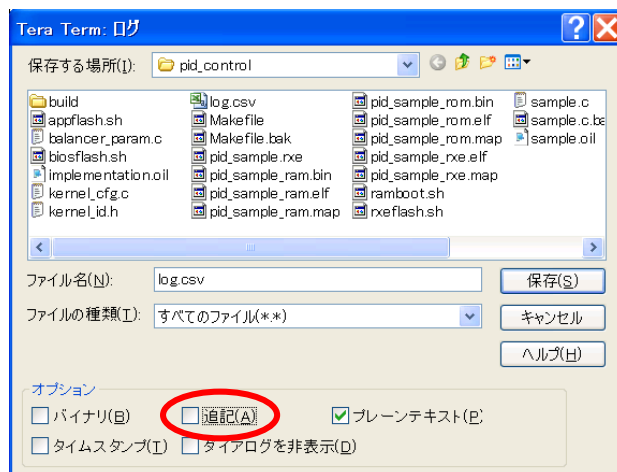 Tera Term: ログ
保存する場所(I): pid_control
build
appflash.sh
balancer_param.c
biosflash.sh
implementation.oil
kernel_cfg.c
kernel_id.h
log.csv
Makefile
Makefile.bak
pid_sample.rxe
pid_sample_ram.bin
pid_sample_ram.elf
pid_sample_ram.map
pid_sample_rom.bin
pid_sample_rom.elf
pid_sample_rom.map
pid_sample_rxe.elf
pid_sample_rxe.map
ramboot.sh
rxeflash.sh
sample.c
sample.c.ba
sample.oil
ファイル名(N): log.csv 保存(S)
ファイルの種類(T): すべてのファイル(*.*) キャンセル
ヘルプ(H)
オプション
バイナリ(B) 追記(A) プレーンテキスト(P)
タイムスタンプ(T) ダイアログを非表示(D)